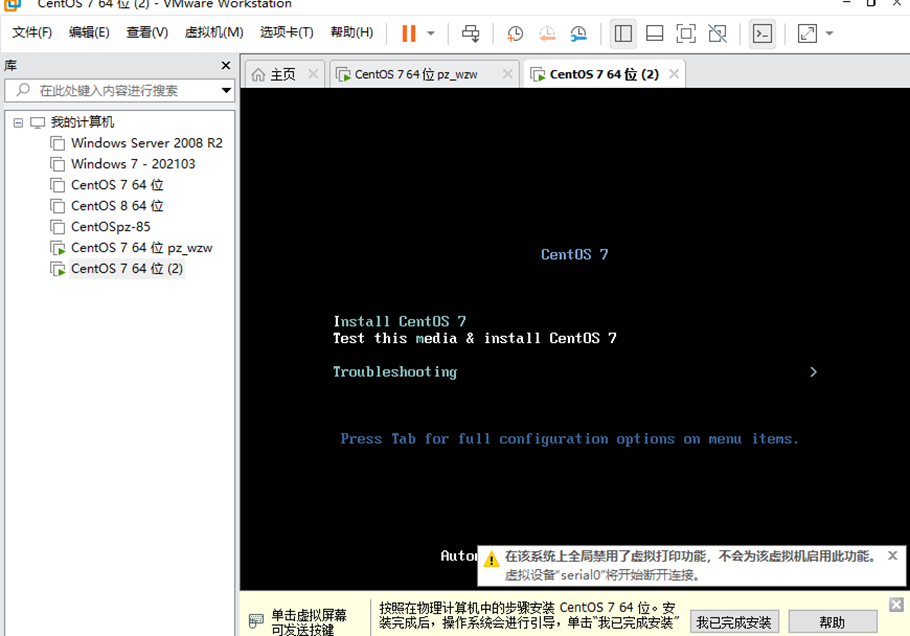 CentOS 7 64 位 (2) - VMware Workstation
文件(F) 编辑(E) 查看(V) 虚拟机(M) 选项卡(T) 帮助(H)
库
在此处键入内容进行搜索
我的计算机
Windows Server 2008 R2
Windows 7 - 202103
CentOS 7 64 位
CentOS 8 64 位
CentOSpz-85
CentOS 7 64 位 pz_wzw
CentOS 7 64 位 (2)
主页 CentOS 7 64 位 pz_wzw CentOS 7 64 位 (2)
CentOS 7
Install CentOS 7
Test this media & install CentOS 7
Troubleshooting >
Press Tab for full configuration options on menu items.
在该系统上全局禁用了虚拟打印功能，不会为该虚拟机启用此功能。
虚拟设备“serial0”将开始断开连接。
单击虚拟屏幕
可发送按键
按照在物理计算机中的步骤安装 CentOS 7 64 位。安
装完成后，操作系统会进行引导，单击“我已完成安装”
我已完成安装
帮助